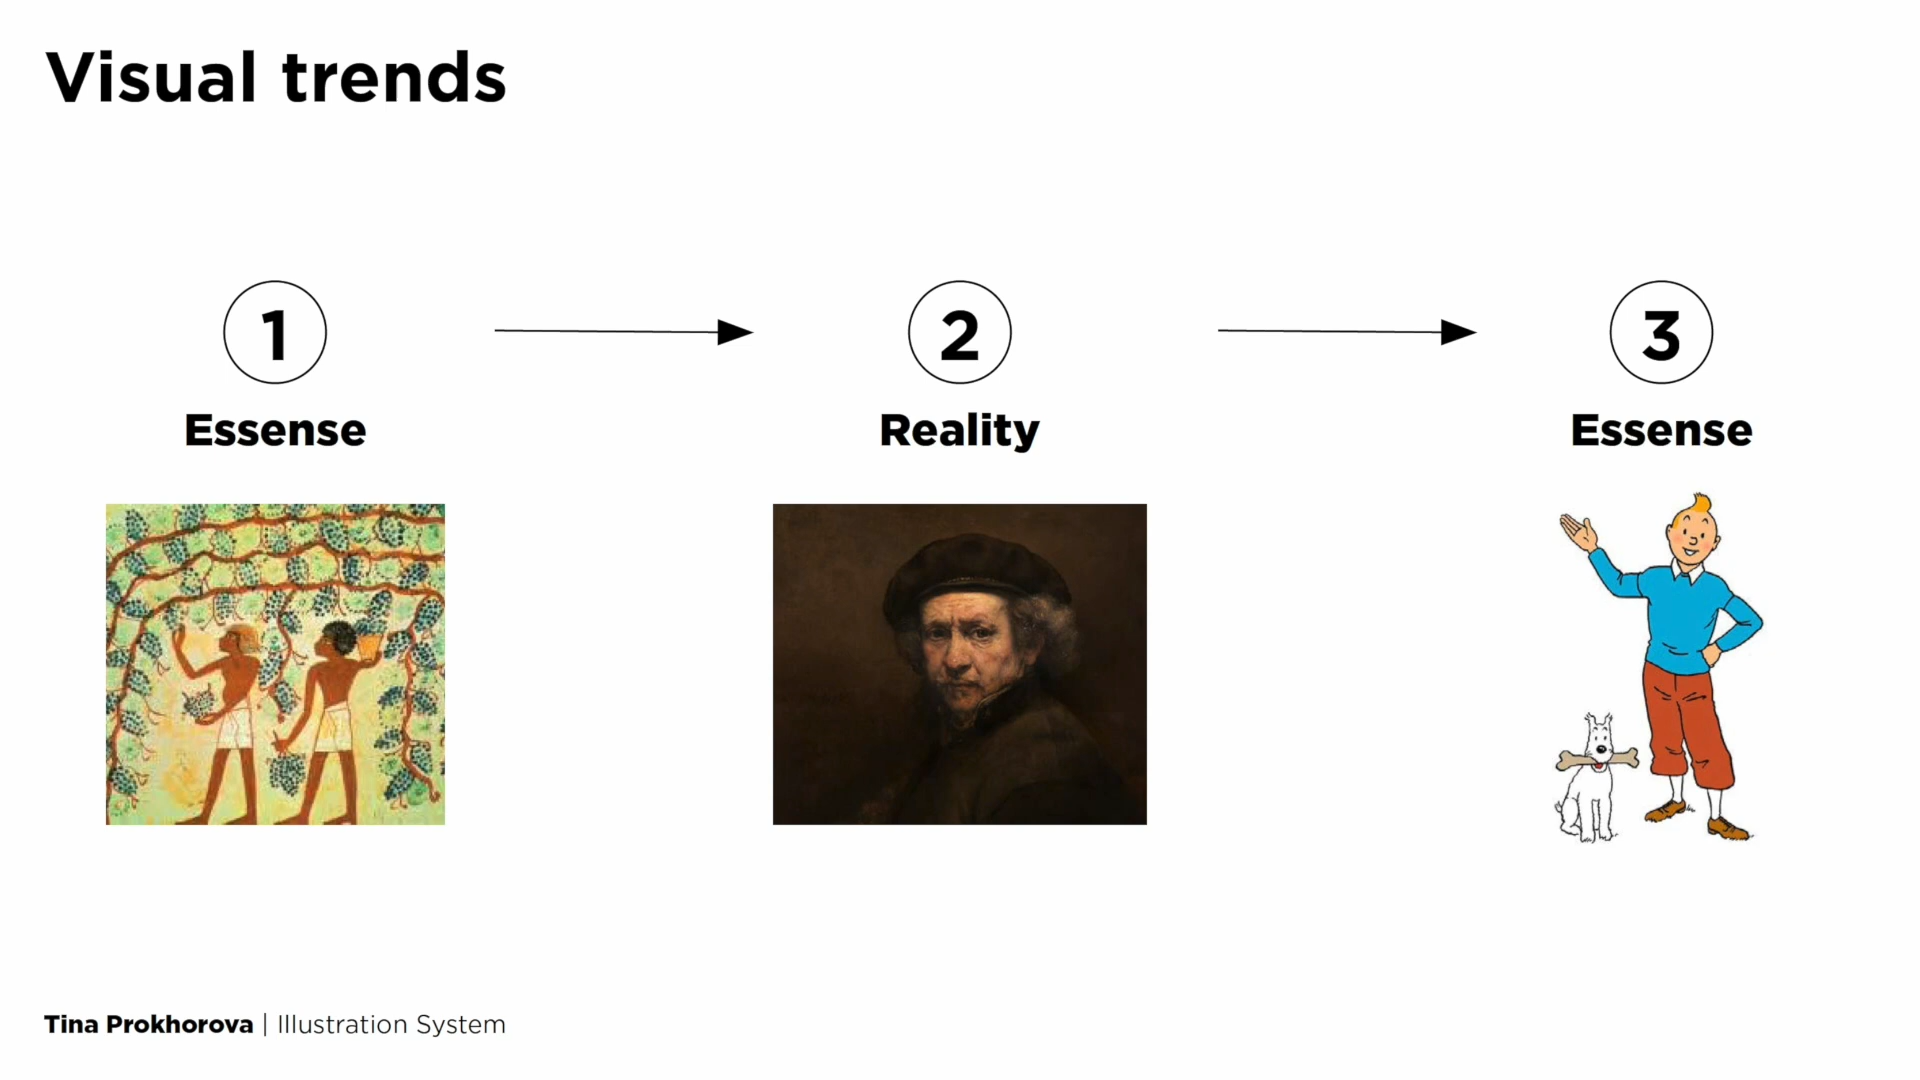 Visual trends
1
2
3
Essense
Reality
Essense
Tina Prokhorova | Illustration System